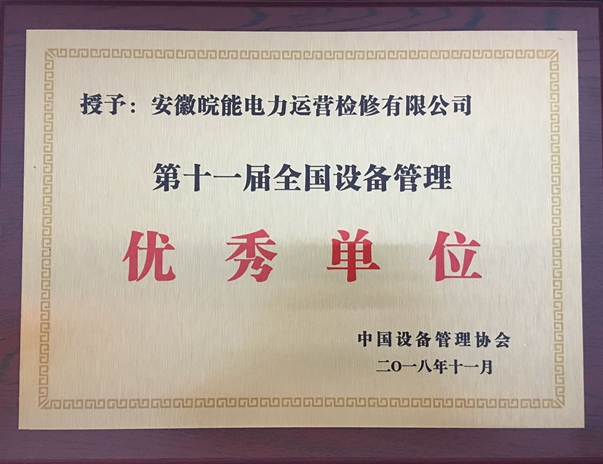 授予：安徽皖能电力运营检修有限公司
第十一届全国设备管理
优秀单位
中国设备管理协会
二〇一八年十一月